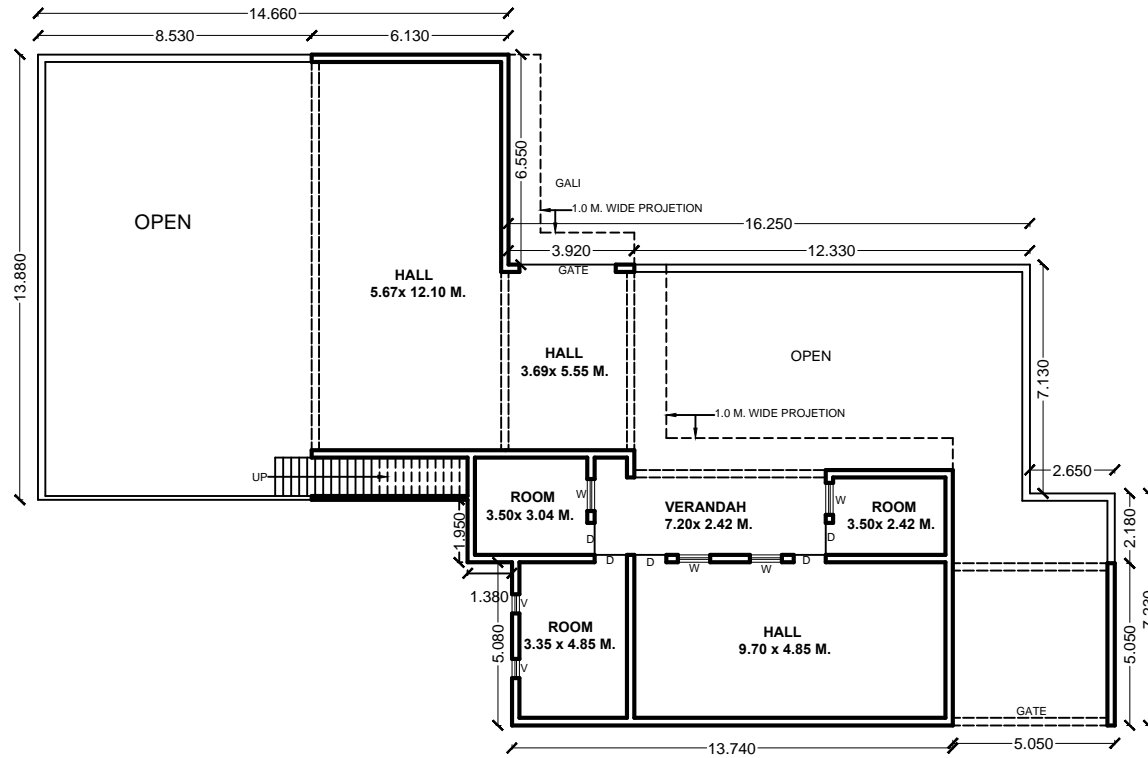 14.660
8.530
6.130
13.880
6.550
OPEN
GALI
1.0 M. WIDE PROJETION
16.250
3.920
12.330
GATE
HALL
5.67x 12.10 M.
HALL
3.69x 5.55 M.
OPEN
7.130
1.0 M. WIDE PROJETION
2.650
UP
ROOM
3.50x 3.04 M.
W
D
VERANDAH
7.20x 2.42 M.
W
D
ROOM
3.50x 2.42 M.
2.180
1.950
D
D
W
W
D
1.380
5.080
V
V
ROOM
3.35 x 4.85 M.
HALL
9.70 x 4.85 M.
5.050
7.230
GATE
13.740
5.050